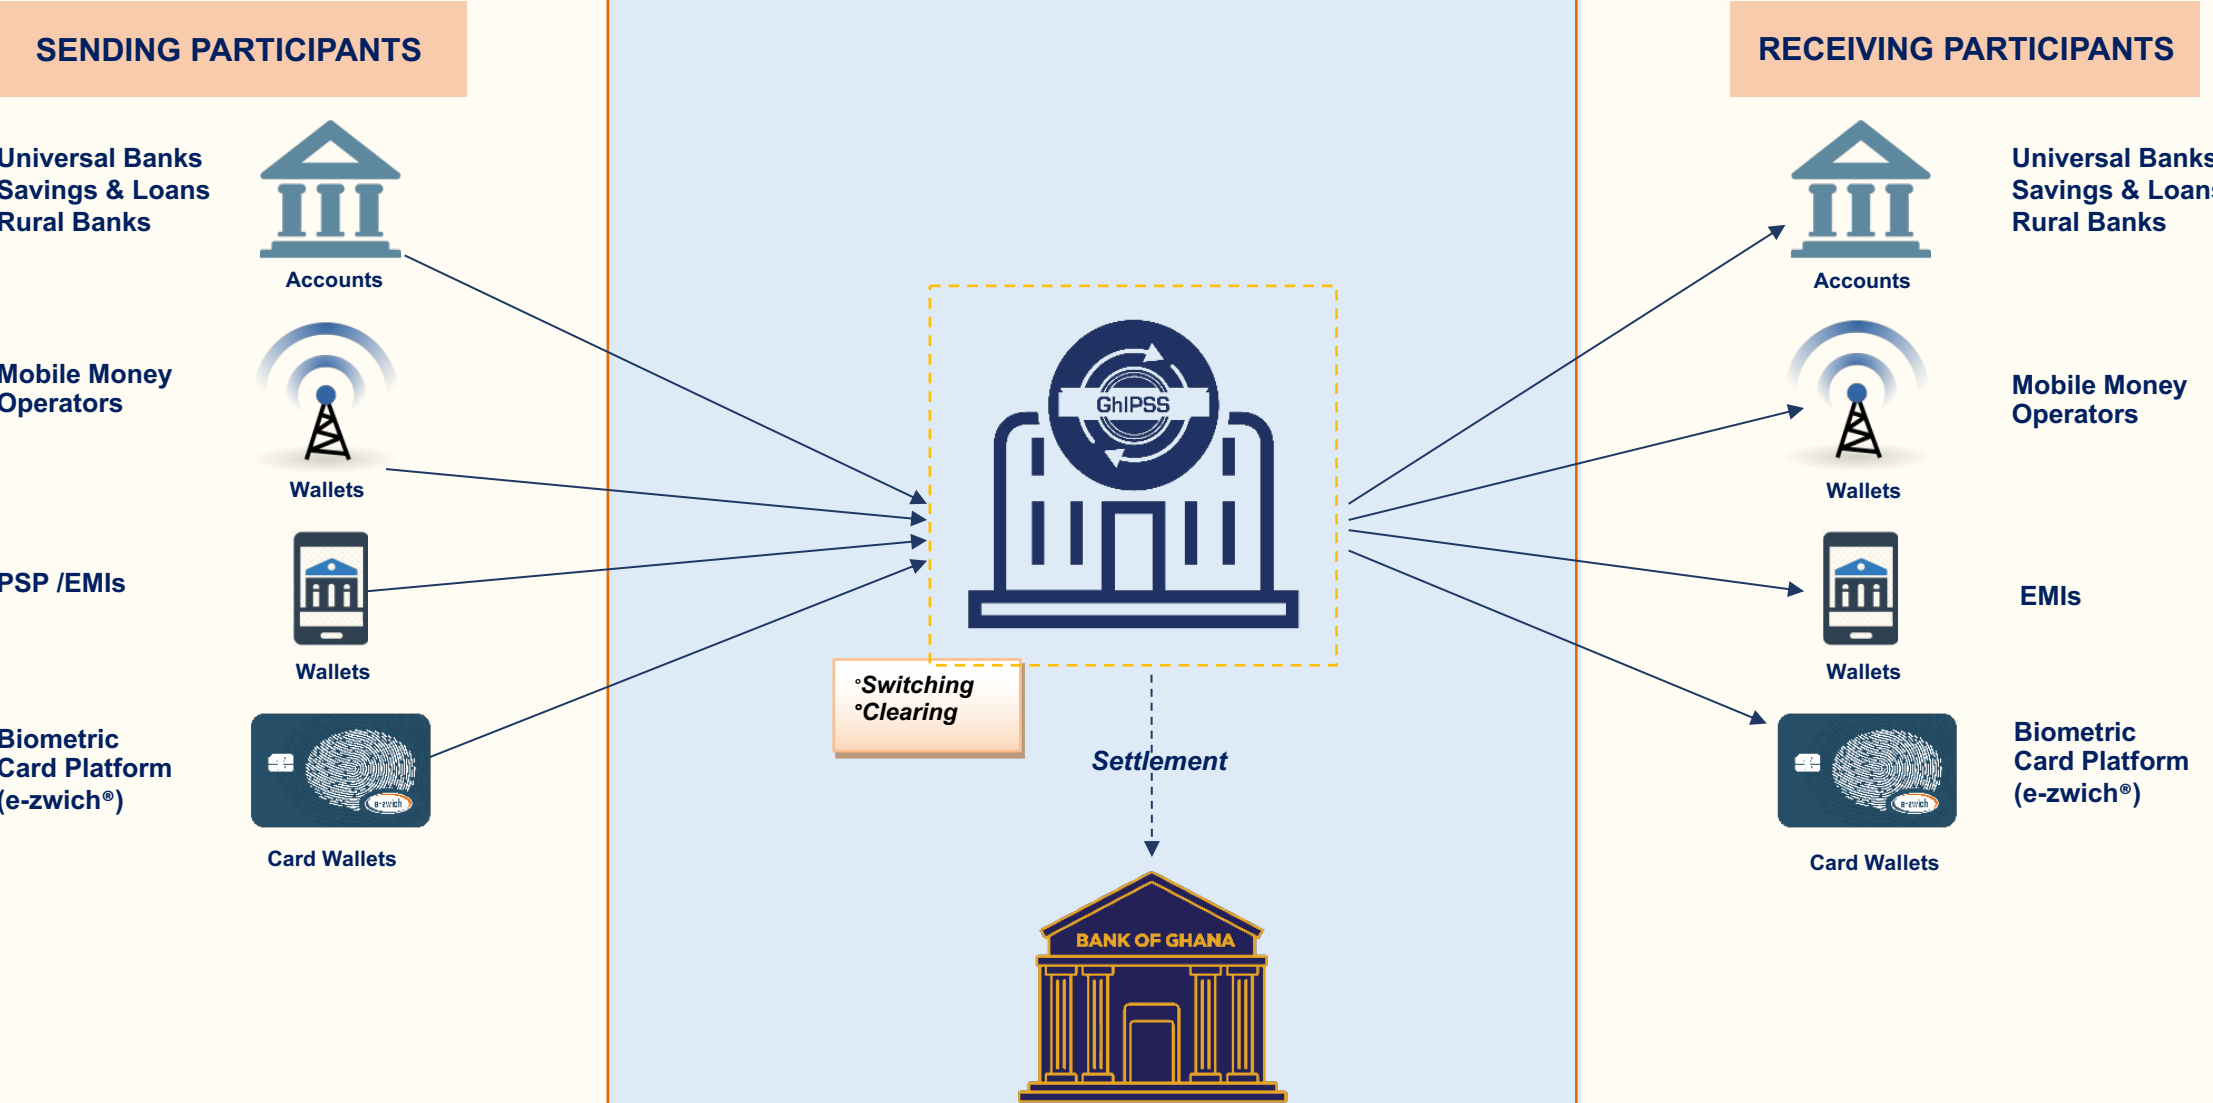 SENDING PARTICIPANTS
Universal Banks
Savings & Loans
Rural Banks
Accounts
Mobile Money
Operators
Wallets
PSP /EMIs
Wallets
Biometric
Card Platform
(e-zwich®)
e-zwich
Card Wallets
GhIPSS
°Switching
°Clearing
Settlement
BANK OF GHANA
RECEIVING PARTICIPANTS
Universal Banks
Savings & Loans
Rural Banks
Accounts
Mobile Money
Operators
Wallets
EMIs
Wallets
Biometric
Card Platform
(e-zwich®)
e-zwich
Card Wallets